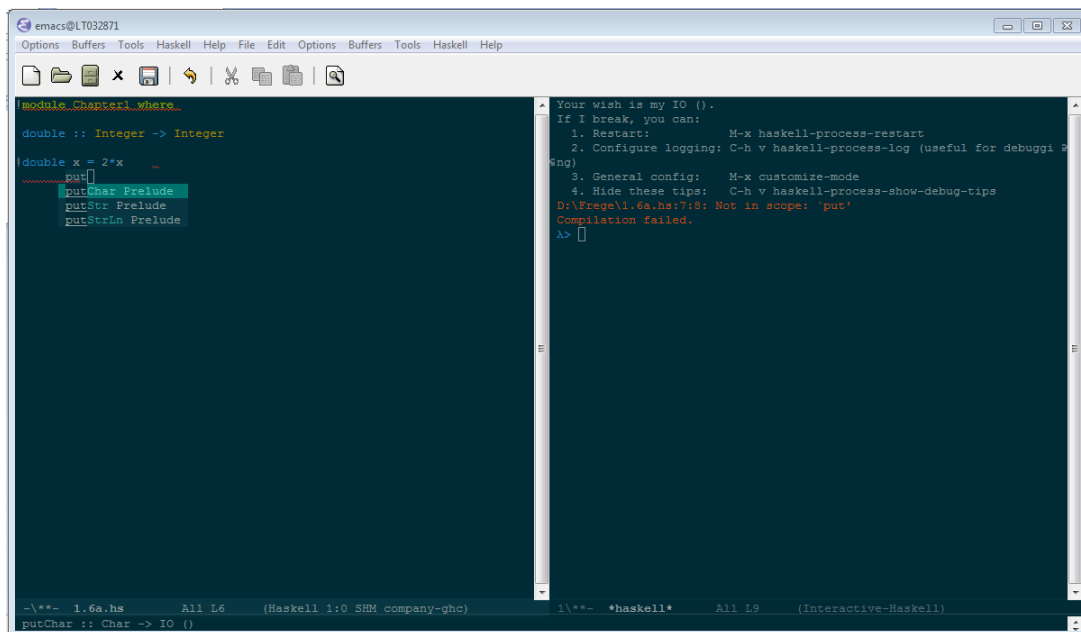 emacs@LT032871
Options Buffers Tools Haskell Help File Edit Options Buffers Tools Haskell Help
!module Chapter1 where
double :: Integer -> Integer
!double x = 2*x
put
putChar Prelude
putStr Prelude
putStrLn Prelude
-\**- 1.6a.hs All L6 (Haskell 1:0 SHM company-ghc)
Your wish is my IO ().
If I break, you can:
1. Restart: M-x haskell-process-restart
2. Configure logging: C-h v haskell-process-log (useful for debuggi
ng)
3. General config: M-x customize-mode
4. Hide these tips: C-h v haskell-process-show-debug-tips
D:\Frege\1.6a.hs:7:8: Not in scope: `put'
Compilation failed.
λ>
1\**- *haskell* All L9 (Interactive-Haskell)
putChar :: Char -> IO ()